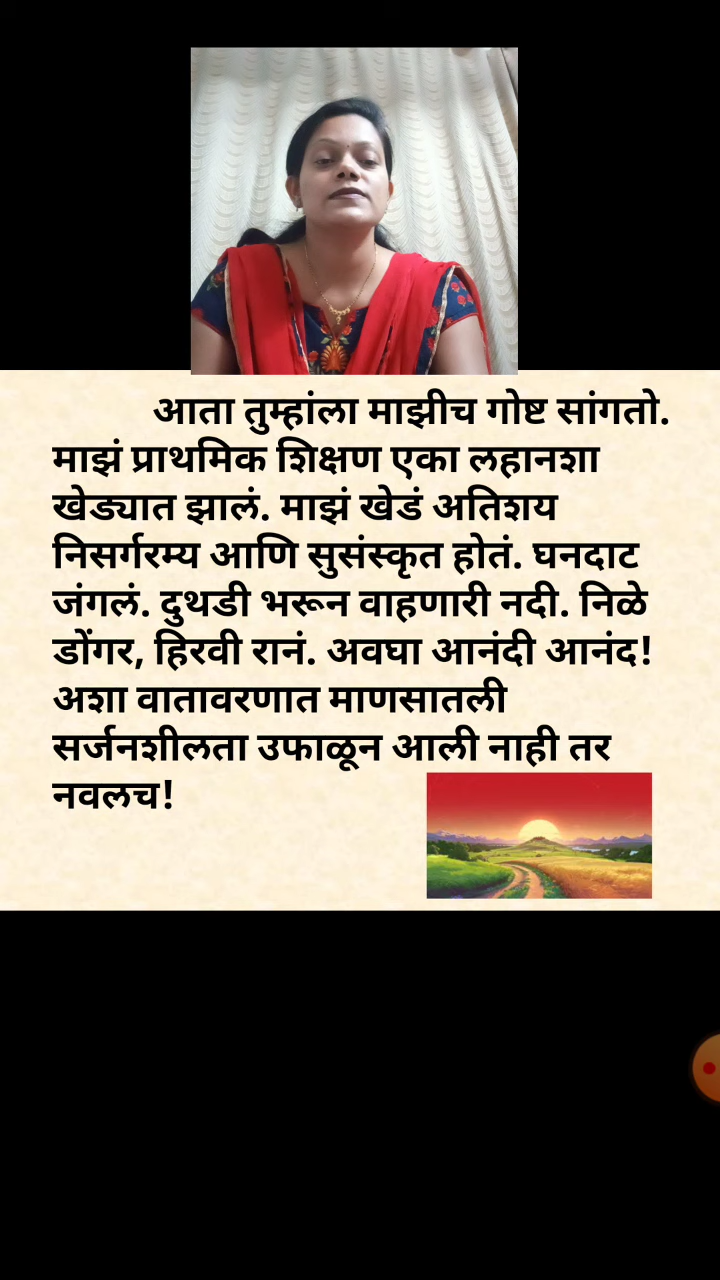 आता तुम्हांला माझीच गोष्ट सांगतो.
माझं प्राथमिक शिक्षण एका लहानशा
खेड्यात झालं. माझं खेडं अतिशय
निसर्गरम्य आणि सुसंस्कृत होतं. घनदाट
जंगलं. दुथडी भरून वाहणारी नदी. निळे
डोंगर, हिरवी रानं. अवघा आनंदी आनंद!
अशा वातावरणात माणसातली
सर्जनशीलता उफाळून आली नाही तर
नवलच!